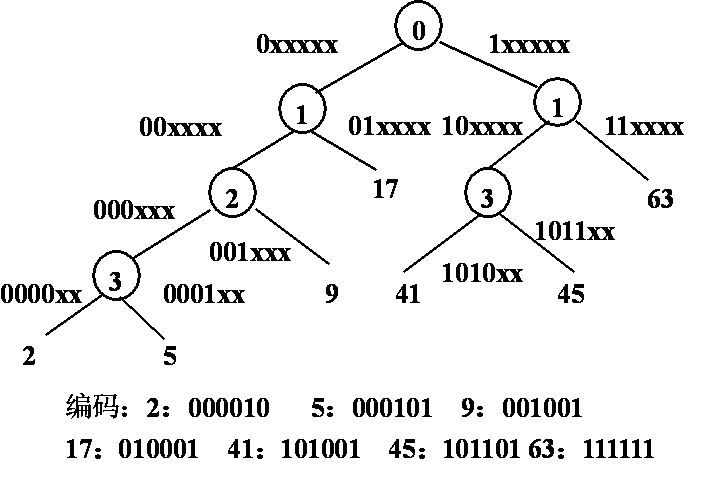 0
0xxxxx 1xxxxx
1 1
00xxxx 01xxxx 10xxxx 11xxxx
2 17 3 63
000xxx
001xxx 1011xx
3 1010xx
0000xx 0001xx 9 41 45
2 5
编码：2：000010 5：000101 9：001001
17：010001 41：101001 45：101101 63：111111